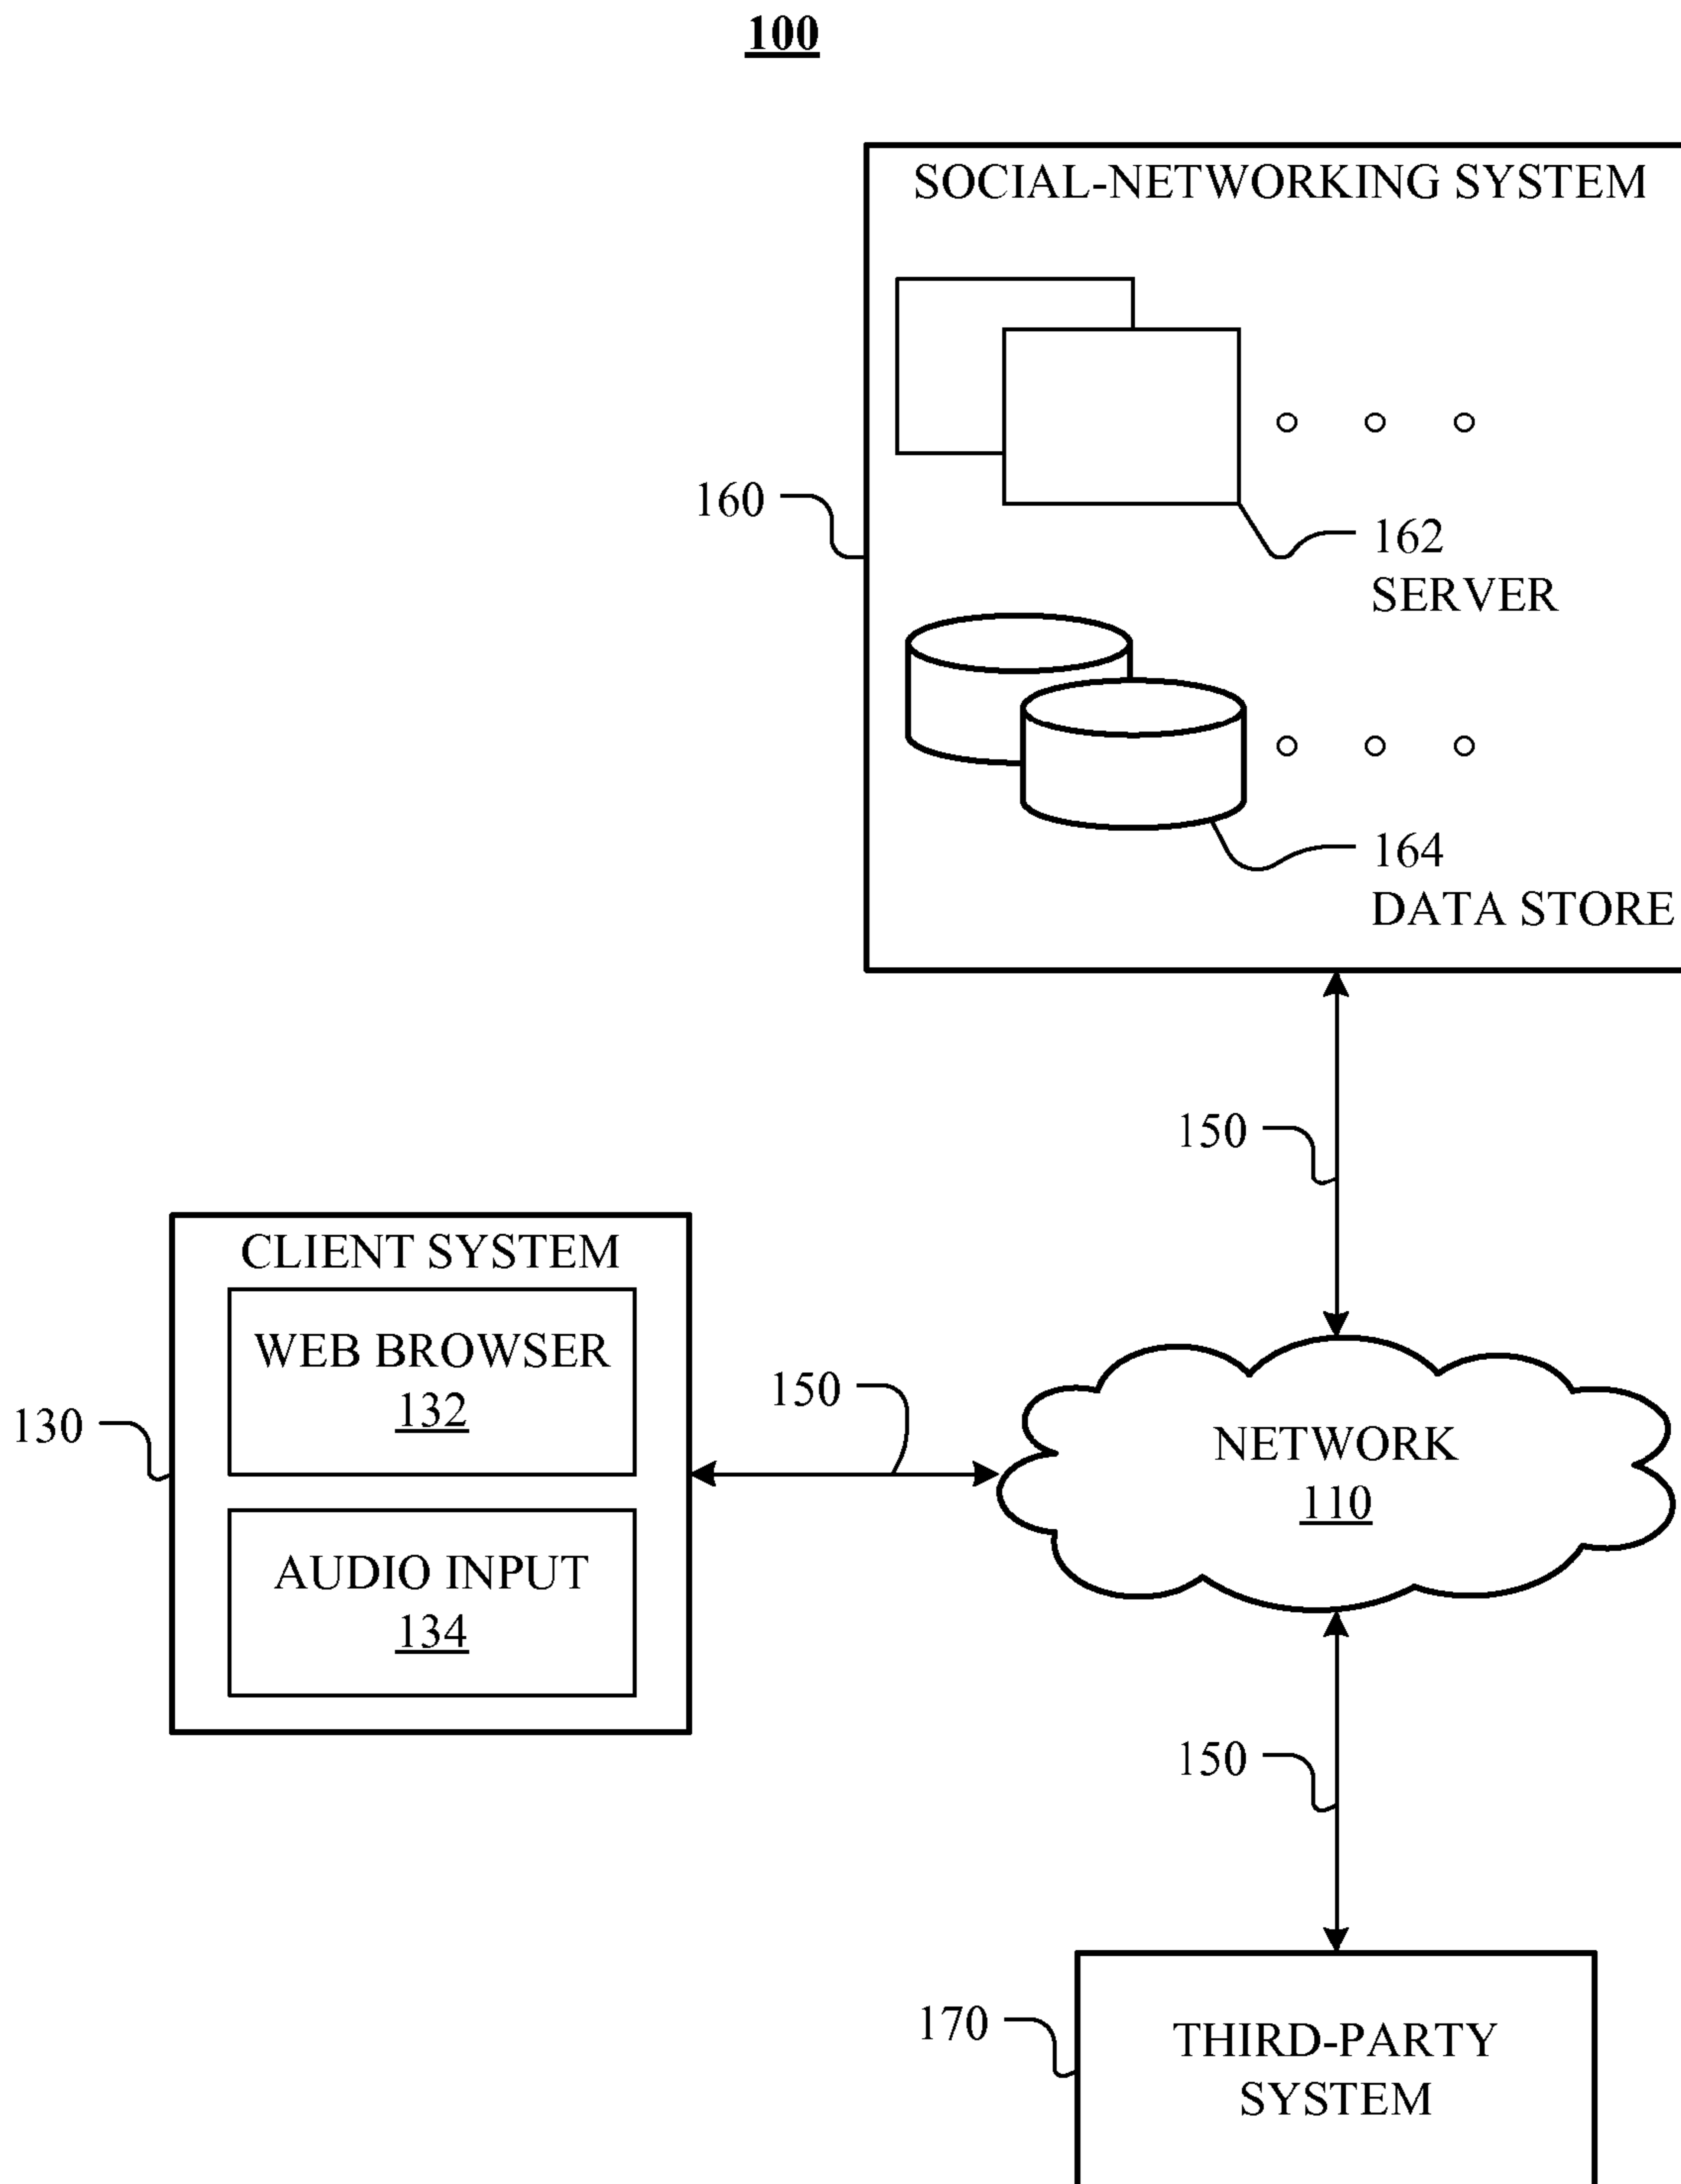 100
SOCIAL-NETWORKING SYSTEM
160
162
SERVER
164
DATA STORE
150
CLIENT SYSTEM
WEB BROWSER
132
130
150
NETWORK
110
AUDIO INPUT
134
150
170
THIRD-PARTY
SYSTEM